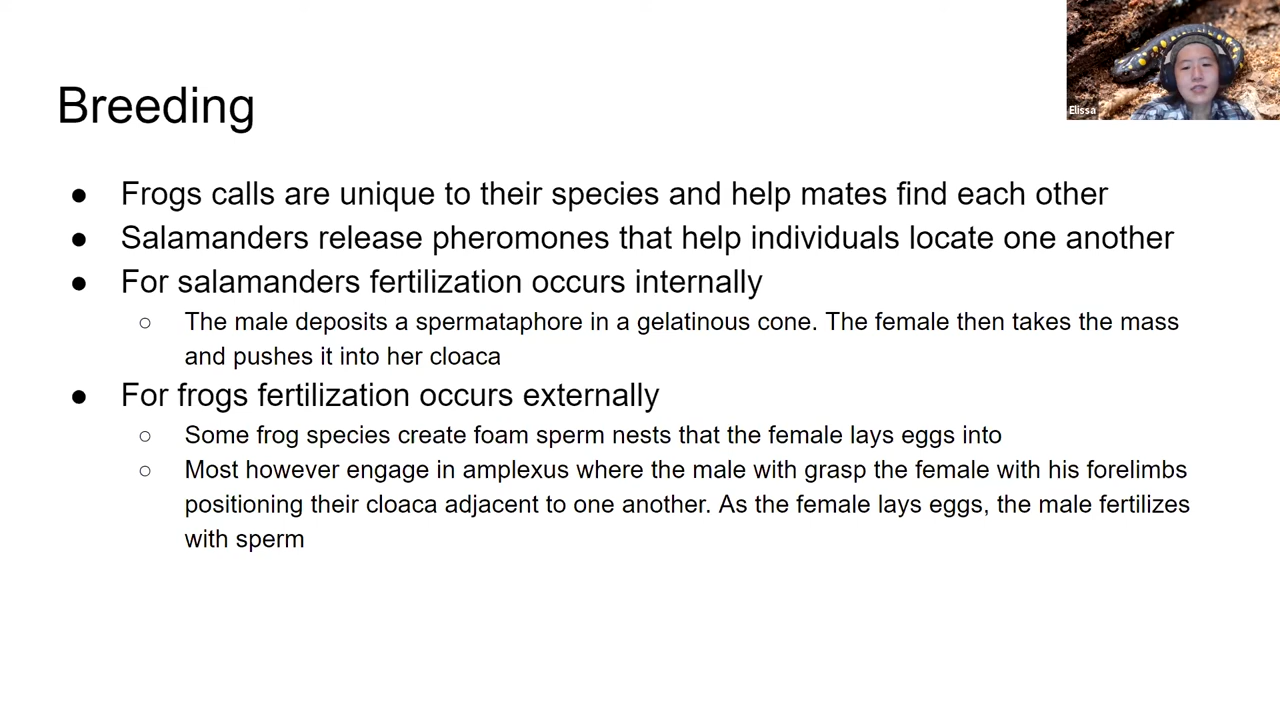 Elissa
Breeding
● Frogs calls are unique to their species and help mates find each other
● Salamanders release pheromones that help individuals locate one another
● For salamanders fertilization occurs internally
○ The male deposits a spermataphore in a gelatinous cone. The female then takes the mass
and pushes it into her cloaca
● For frogs fertilization occurs externally
○ Some frog species create foam sperm nests that the female lays eggs into
○ Most however engage in amplexus where the male with grasp the female with his forelimbs
positioning their cloaca adjacent to one another. As the female lays eggs, the male fertilizes
with sperm